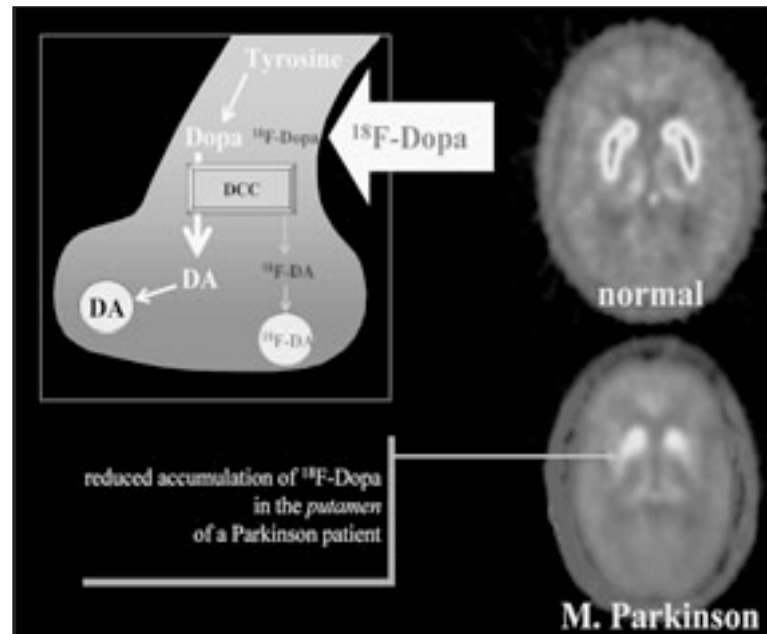 Tyrosine
Dopa ¹⁸F-Dopa
¹⁸F-Dopa
DCC
DA
¹⁸F-DA
DA
¹⁸F-DA
normal
reduced accumulation of ¹⁸F-Dopa
in the putamen
of a Parkinson patient
M. Parkinson